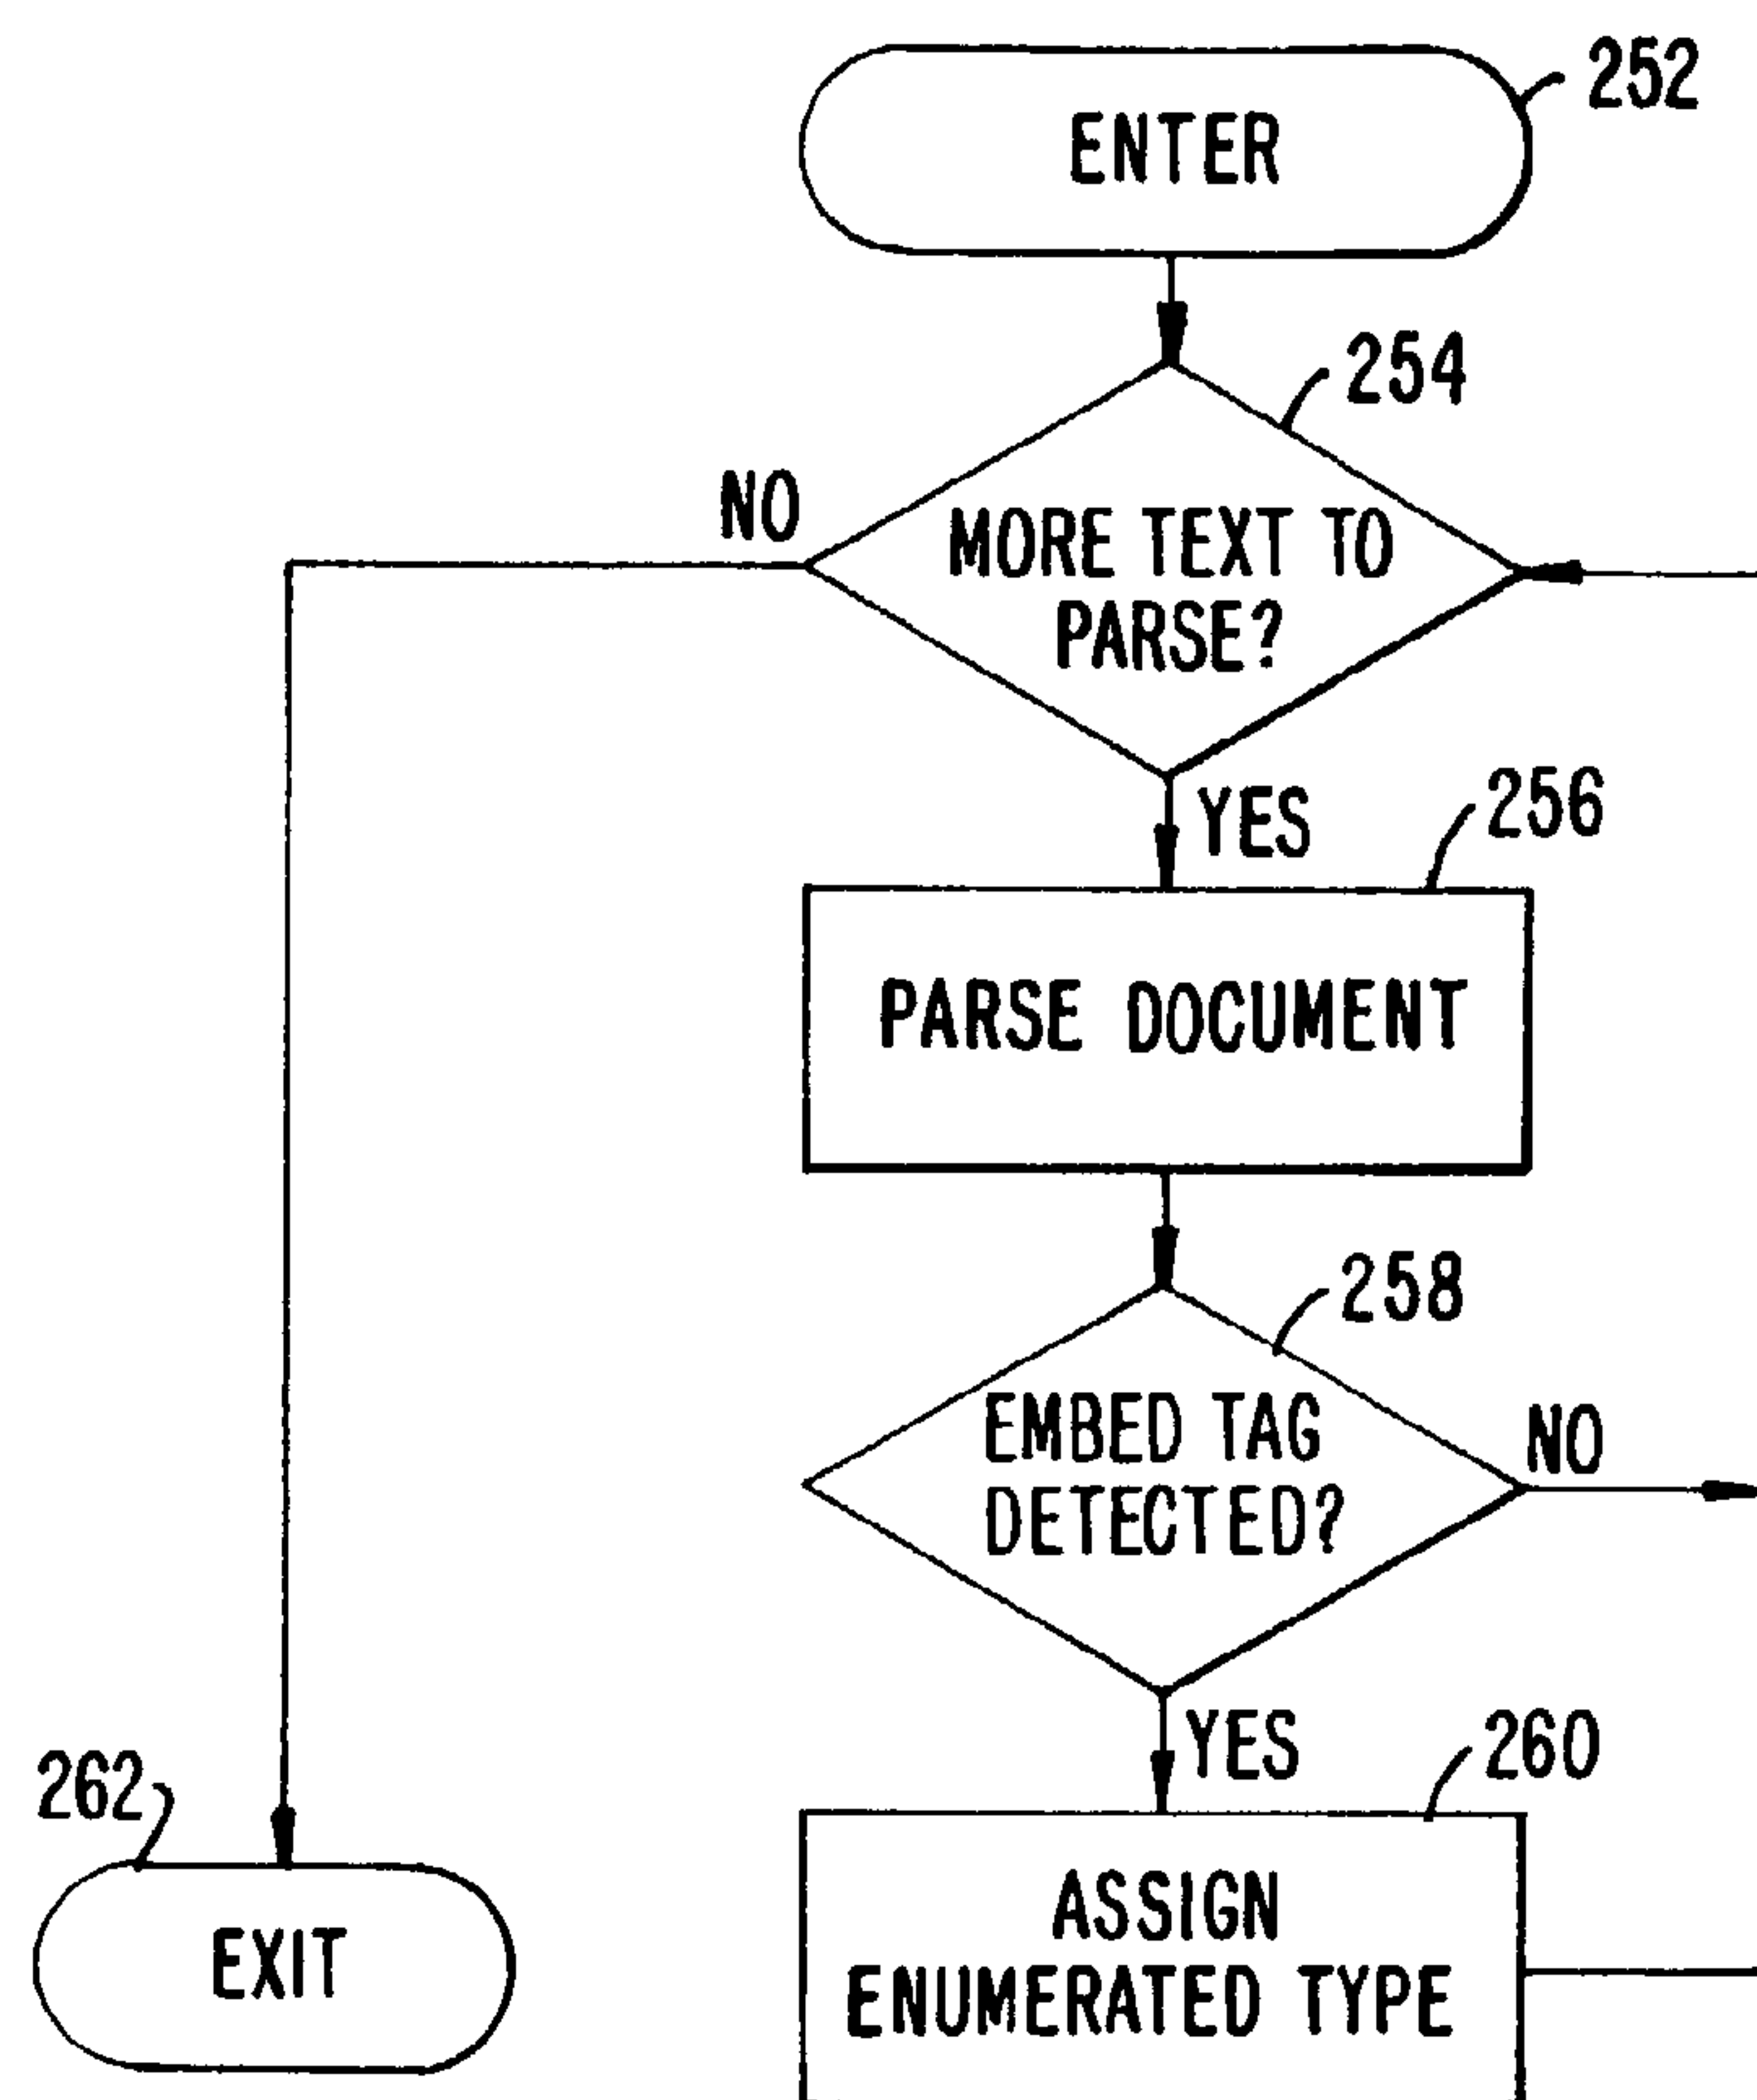 252
ENTER
254
NO
MORE TEXT TO
PARSE?
YES
256
PARSE DOCUMENT
258
EMBED TAG
DETECTED?
NO
YES
260
262
ASSIGN
ENUMERATED TYPE
EXIT